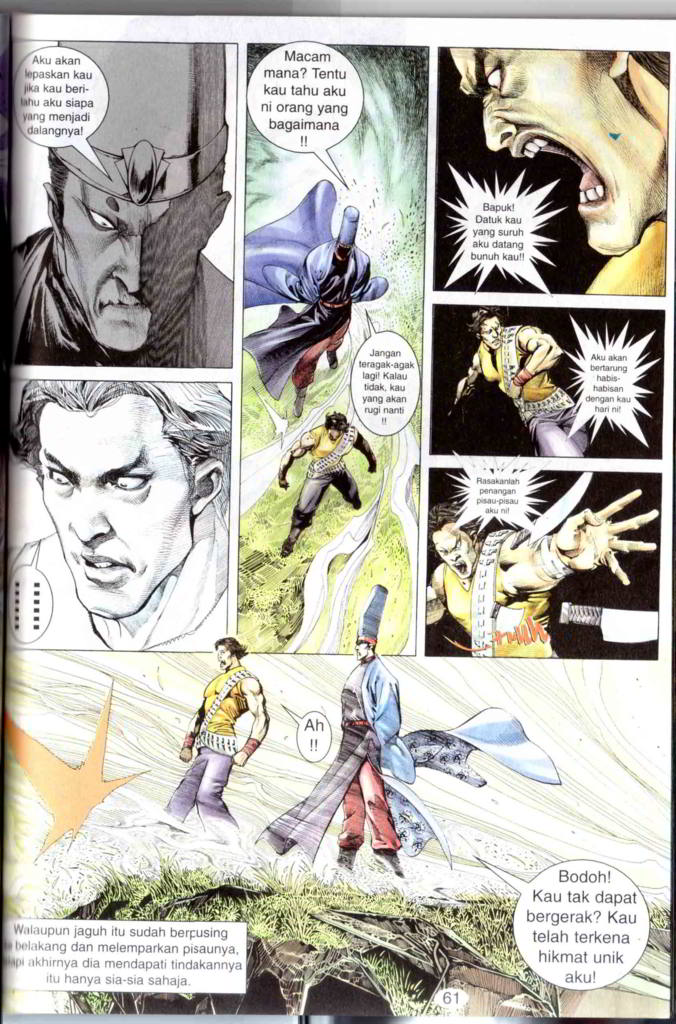 Aku akan
lepaskan kau
jika kau beri-
tahu aku siapa
yang menjadi
dalangnya!
Macam
mana? Tentu
kau tahu aku
ni orang yang
bagaimana
!!
Jangan
teragak-agak
lagi! Kalau
tidak, kau
yang akan
rugi nanti
!!
Bapuk!
Datuk kau
yang suruh
aku datang
bunuh kau!!
Aku akan
bertarung
habis-
habisan
dengan kau
hari ni!
Rasakanlah
penangan
pisau-pisau
aku ni!
Ah
!!
Bodoh!
Kau tak dapat
bergerak? Kau
telah terkena
hikmat unik
aku!
Walaupun jaguh itu sudah berpusing
ke belakang dan melemparkan pisaunya,
akhirnya dia mendapati tindakannya
itu hanya sia-sia sahaja.
61